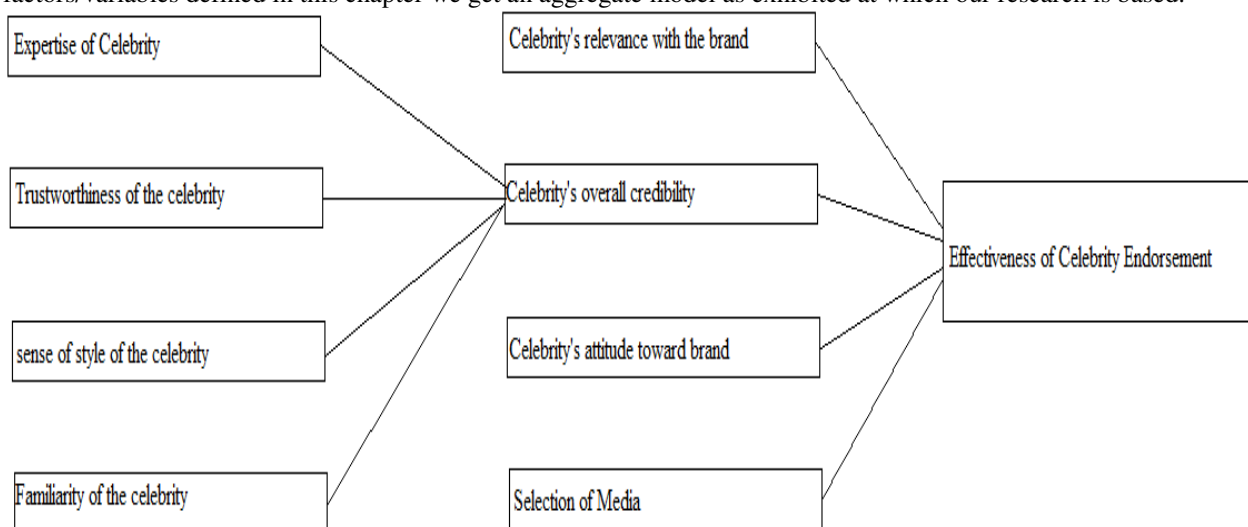 factors/variables defined in this chapter we get an aggregate model as exhibited at which our research is based.
Expertise of Celebrity
Celebrity's relevance with the brand
Trustworthiness of the celebrity
Celebrity's overall credibility
Effectiveness of Celebrity Endorsement
sense of style of the celebrity
Celebrity's attitude toward brand
Familiarity of the celebrity
Selection of Media